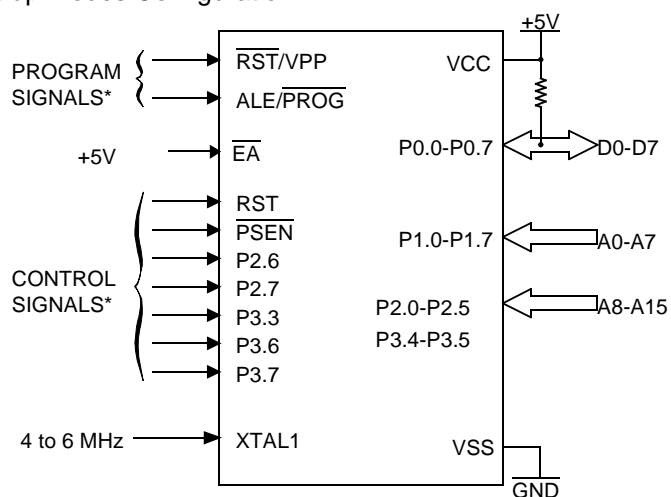 +5V
PROGRAM
SIGNALS*
RST/VPP
ALE/PROG
VCC
+5V
EA
P0.0-P0.7
D0-D7
CONTROL
SIGNALS*
RST
PSEN
P2.6
P2.7
P3.3
P3.6
P3.7
P1.0-P1.7
A0-A7
P2.0-P2.5
P3.4-P3.5
A8-A15
4 to 6 MHz
XTAL1
VSS
GND